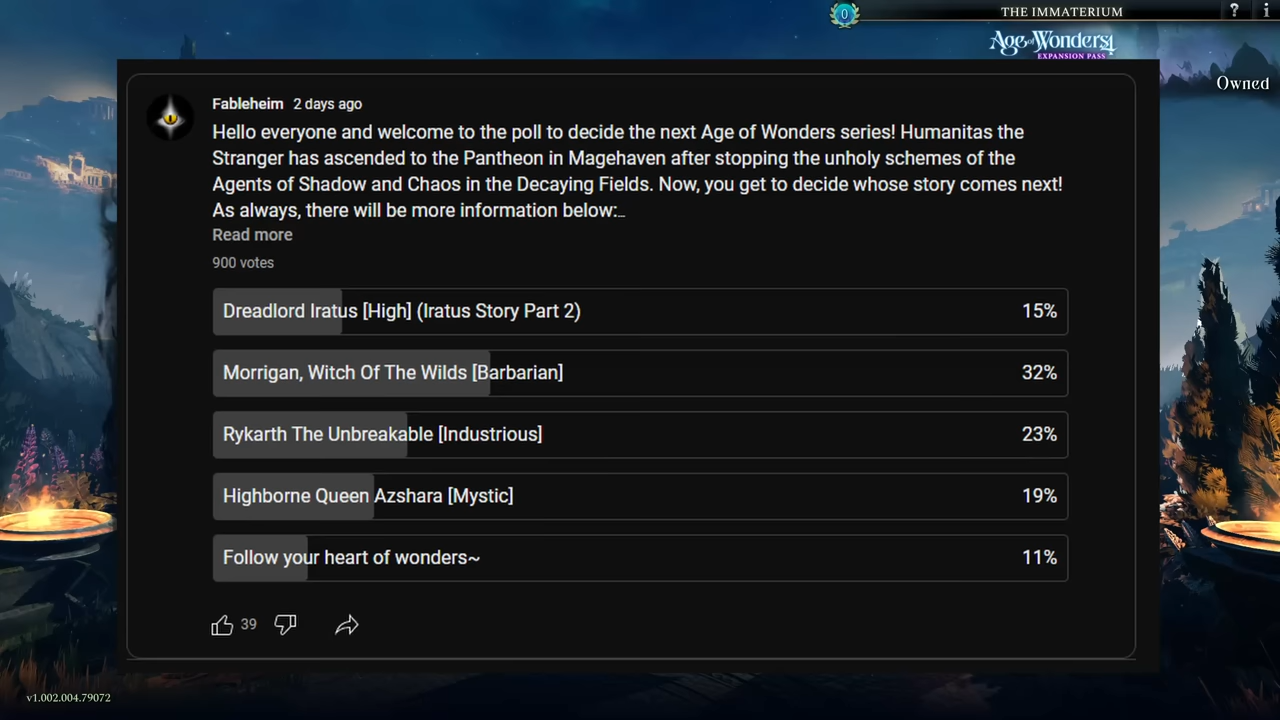 0
THE IMMATERIUM
?
i
Age of Wonders 4
EXPANSION PASS
Owned
Fableheim 2 days ago
Hello everyone and welcome to the poll to decide the next Age of Wonders series! Humanitas the
Stranger has ascended to the Pantheon in Magehaven after stopping the unholy schemes of the
Agents of Shadow and Chaos in the Decaying Fields. Now, you get to decide whose story comes next!
As always, there will be more information below:...
Read more
900 votes
Dreadlord Iratus [High] (Iratus Story Part 2) 15%
Morrigan, Witch Of The Wilds [Barbarian] 32%
Rykarth The Unbreakable [Industrious] 23%
Highborne Queen Azshara [Mystic] 19%
Follow your heart of wonders~ 11%
39
v1.002.004.79072